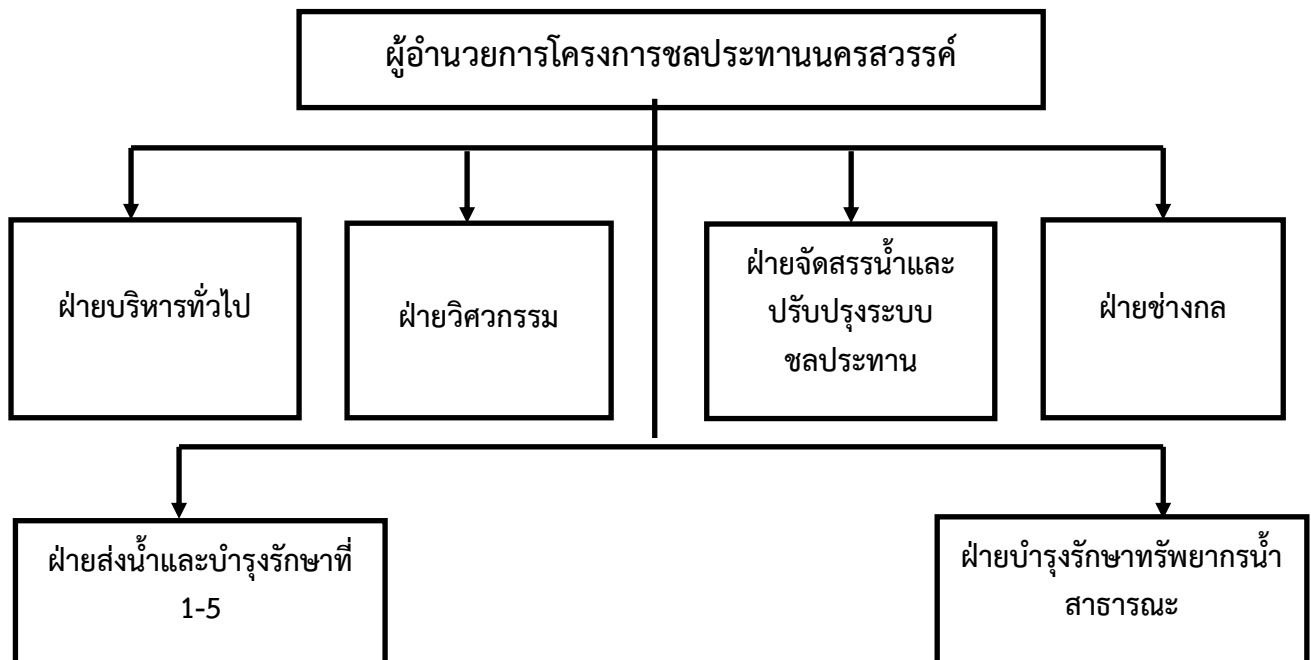 ผู้อำนวยการโครงการชลประทานนครสวรรค์
ฝ่ายบริหารทั่วไป
ฝ่ายวิศวกรรม
ฝ่ายจัดสรรน้ำและ
ปรับปรุงระบบ
ชลประทาน
ฝ่ายช่างกล
ฝ่ายส่งน้ำและบำรุงรักษาที่
1-5
ฝ่ายบำรุงรักษาทรัพยากรน้ำ
สาธารณะ